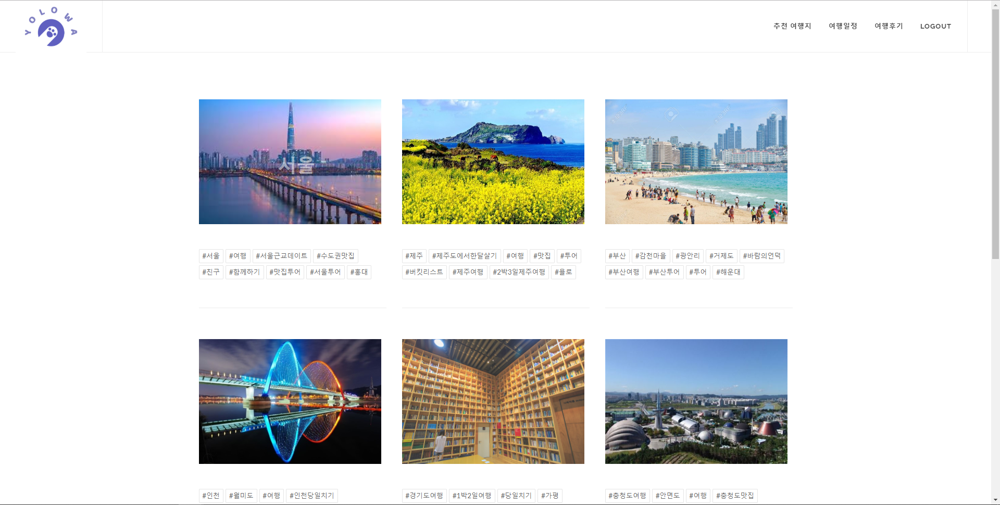 YOLOWA
추천 여행지 여행일정 여행후기 LOGOUT
서울
123RF 123RF
#서울 #여행 #서울근교데이트 #수도권맛집
#친구 #함께하기 #맛집투어 #서울투어 #홍대
#제주 #제주도에서한달살기 #여행 #맛집 #투어
#버킷리스트 #제주여행 #2박3일제주여행 #욜로
#부산 #감천마을 #광안리 #거제도 #바람의언덕
#부산여행 #부산투어 #투어 #해운대
#인천 #월미도 #여행 #인천당일치기
#경기도여행 #1박2일여행 #당일치기 #가평
#충청도여행 #안면도 #여행 #충청도맛집